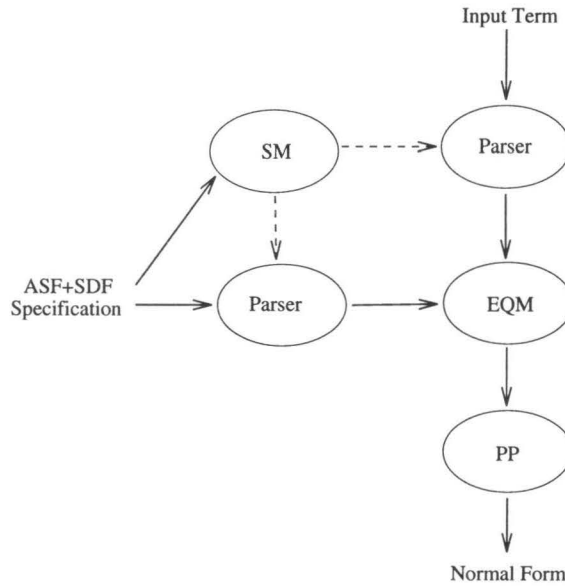 Input Term
SM
Parser
ASF+SDF
Specification
Parser
EQM
PP
Normal Form